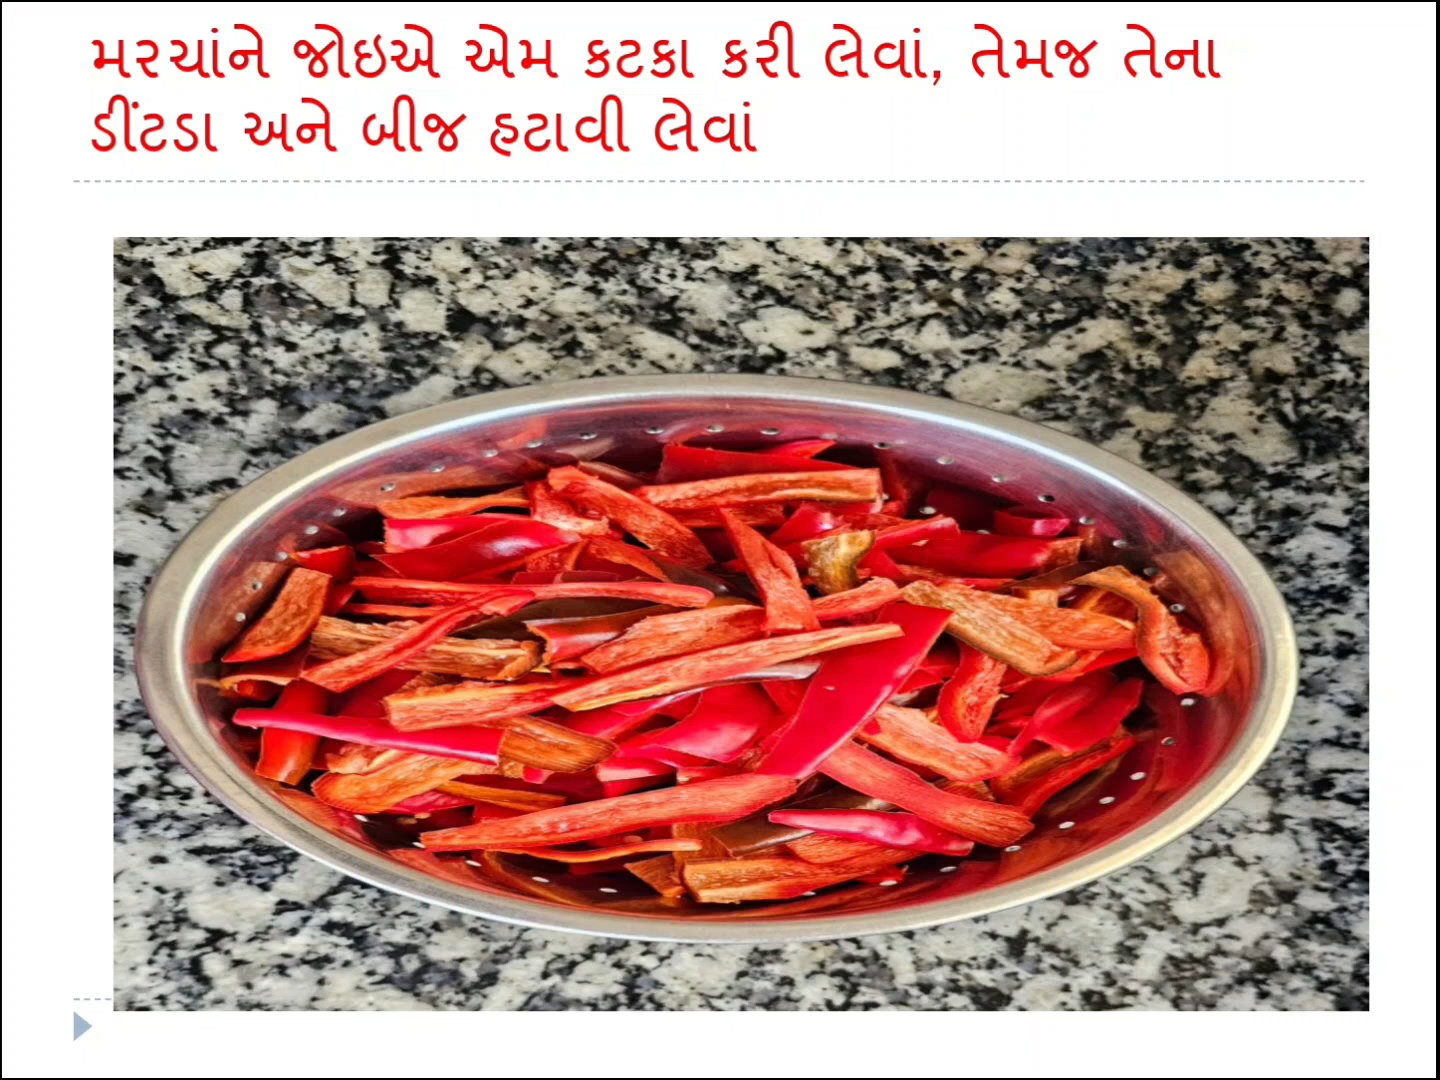 મરચાંને જોઇએ એમ કટકા કરી લેવાં, તેમજ તેના
ડીંટડા અને બીજ હટાવી લેવાં